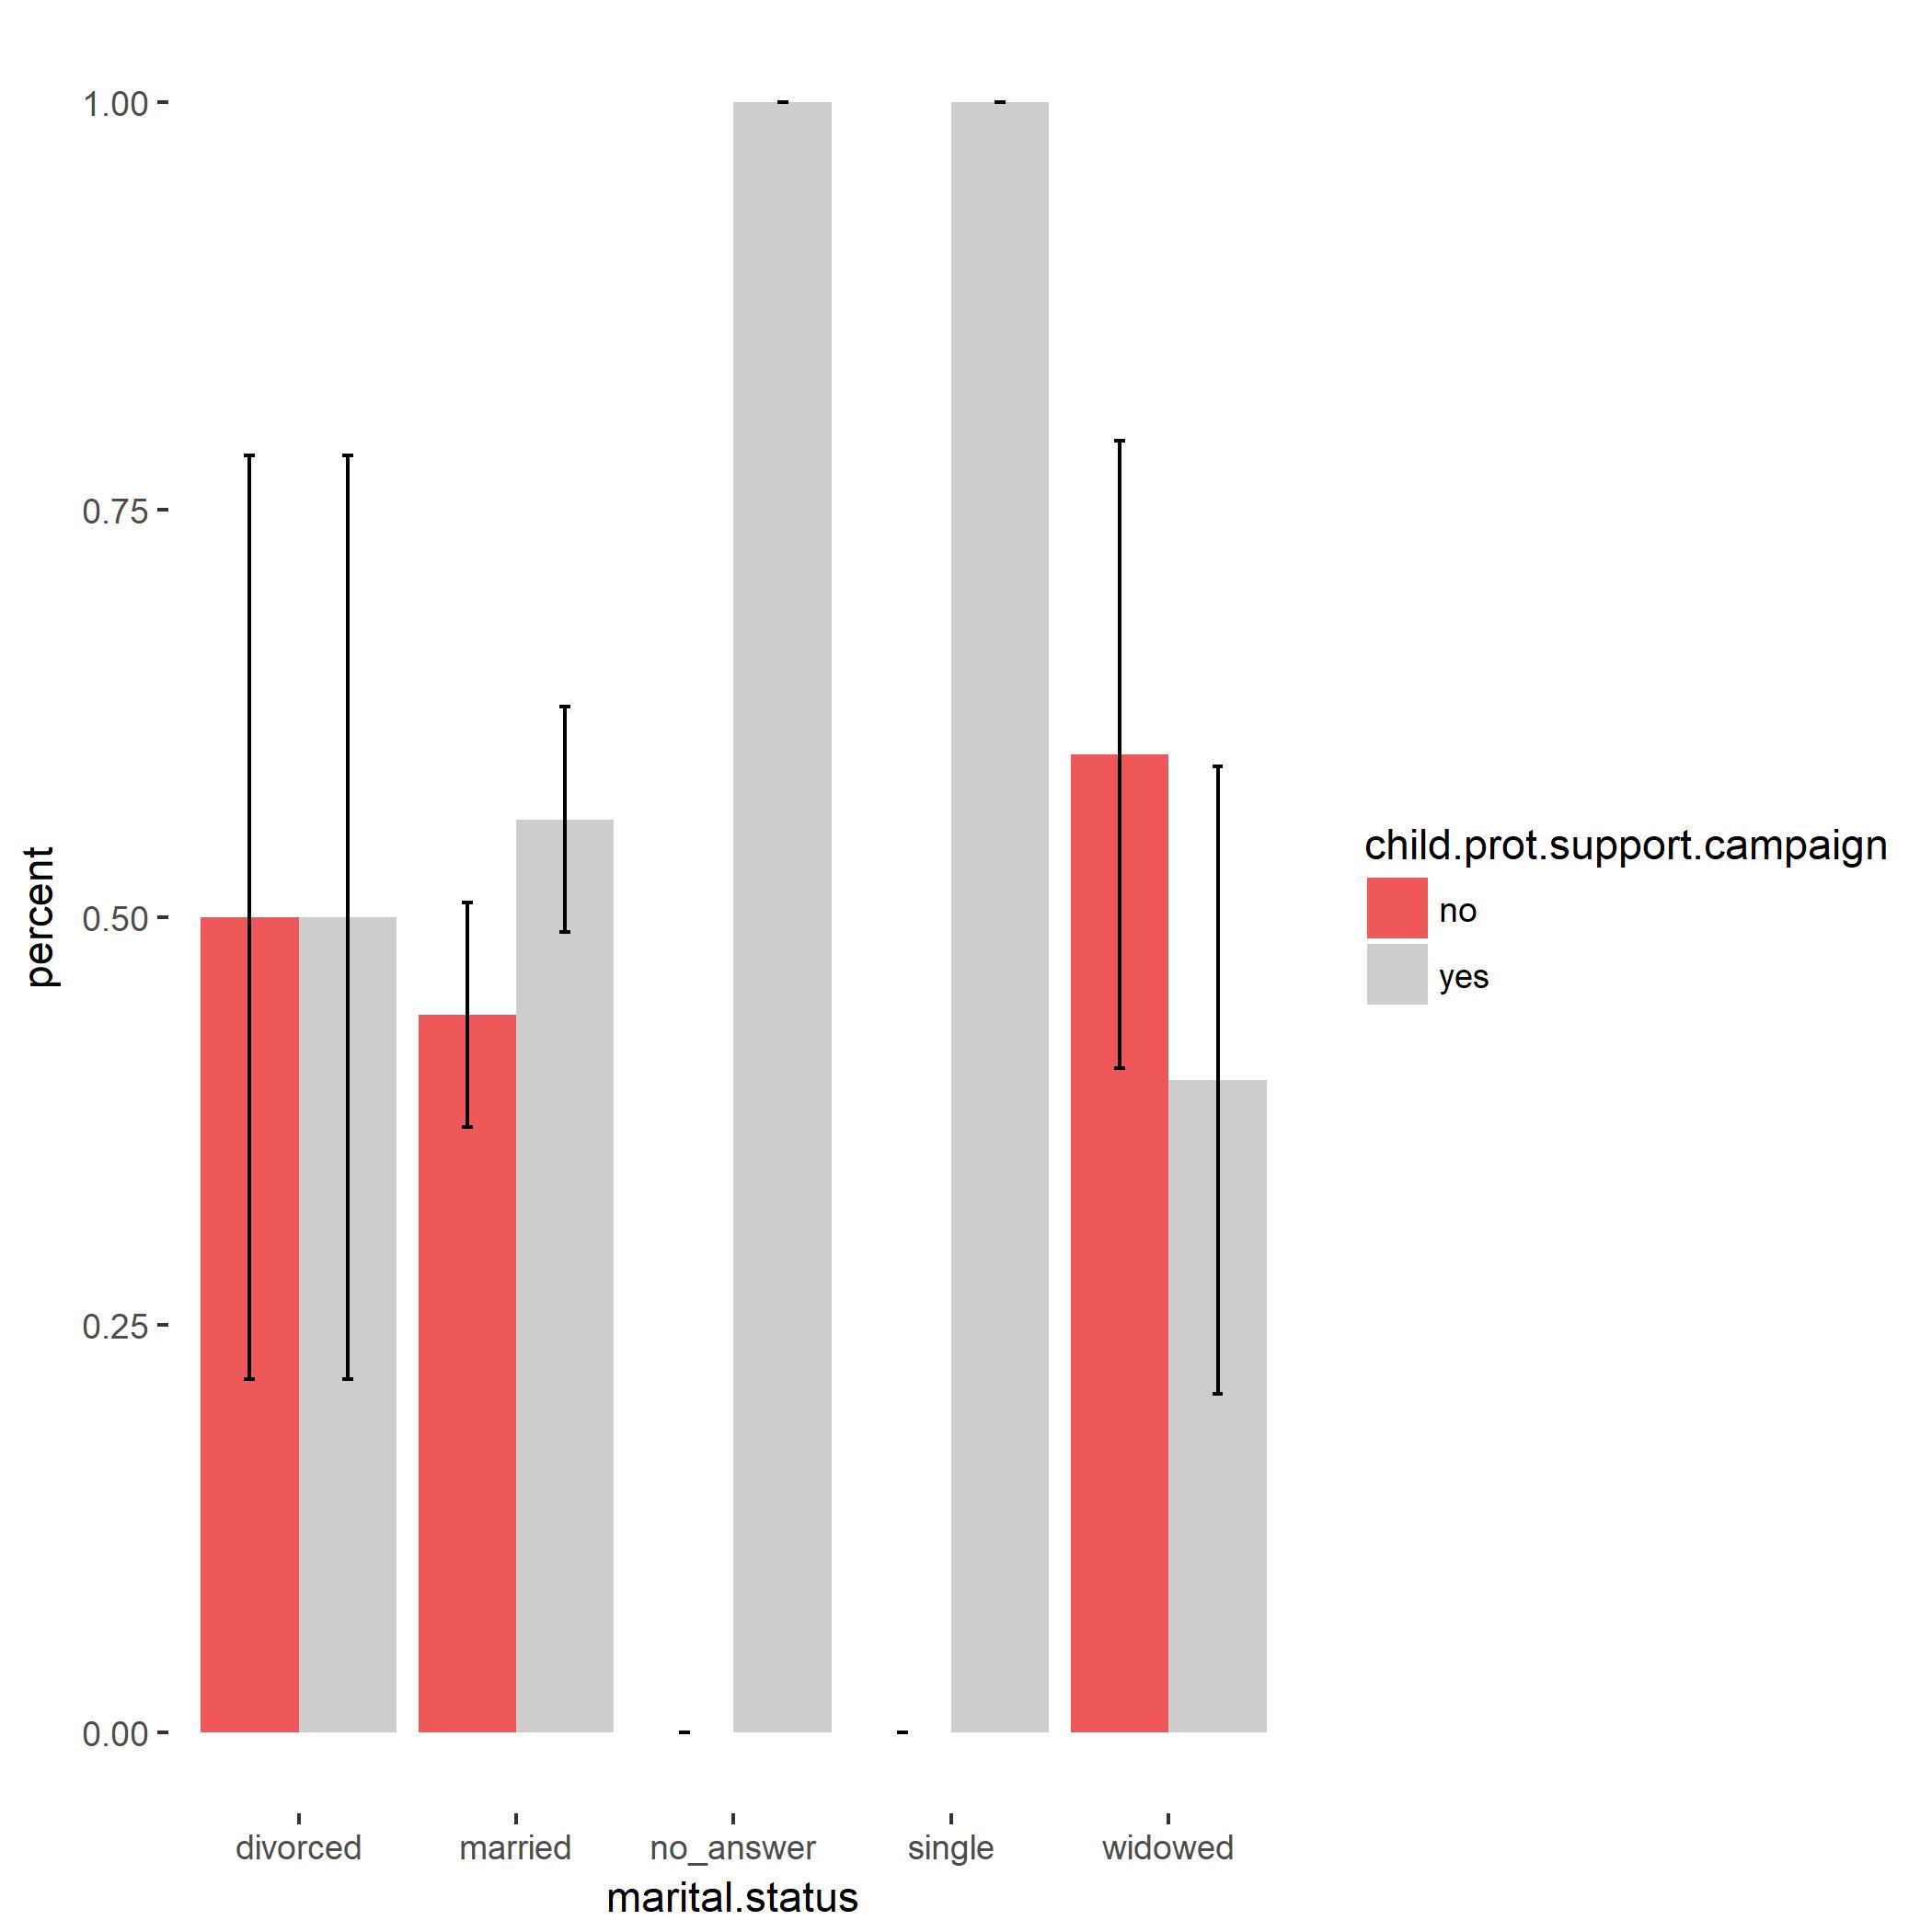 1.00
0.75
0.50
0.25
0.00
percent
divorced
married
no_answer
single
widowed
marital.status
child.prot.support.campaign
no
yes